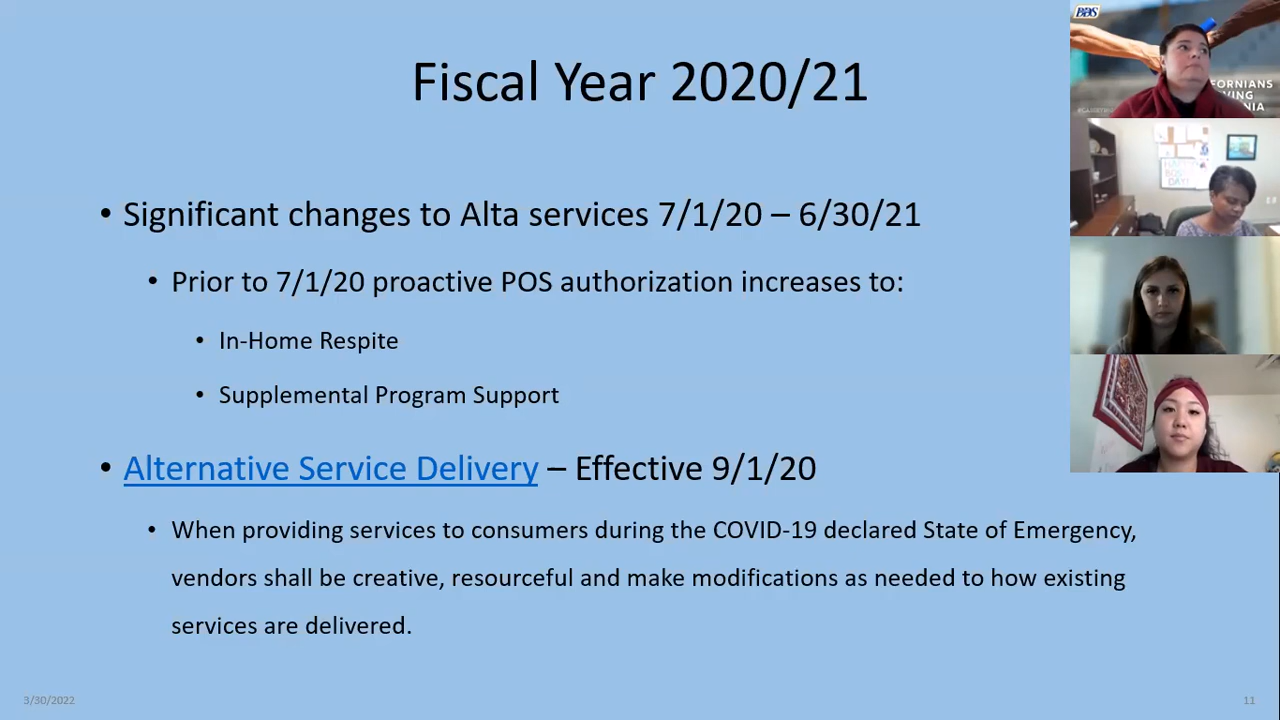 Fiscal Year 2020/21
• Significant changes to Alta services 7/1/20 – 6/30/21
• Prior to 7/1/20 proactive POS authorization increases to:
• In-Home Respite
• Supplemental Program Support
• Alternative Service Delivery – Effective 9/1/20
• When providing services to consumers during the COVID-19 declared State of Emergency,
vendors shall be creative, resourceful and make modifications as needed to how existing
services are delivered.
3/30/2022
11